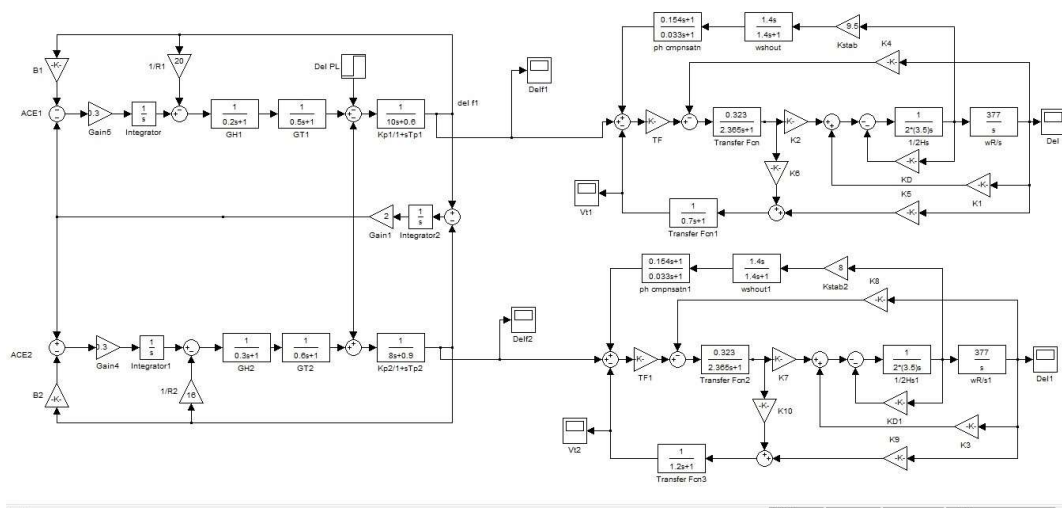 0.154s+1
0.033s+1
ph cmpnsatn
1.4s
1.4s+1
wshout
9.5
Kstab
K4
-K-
-K-
B1
20
1/R1
Del PL
Delf1
del f1
ACE1
0.3
Gain5
1
s
Integrator
1
0.2s+1
GH1
1
0.5s+1
GT1
1
10s+0.6
Kp1/1+sTp1
K-
TF
0.323
2.365s+1
Transfer Fcn
K-
K2
1
2*(3.5)s
1/2Hs
377
s
wR/s
Del
-K-
KD
-K-
K6
-K-
K1
K5
-K-
Vt1
1
0.7s+1
Transfer Fcn1
2
Gain1
1
s
Integrator2
0.154s+1
0.033s+1
ph cmpnsatn1
1.4s
1.4s+1
wshout1
8
Kstab2
K8
-K-
Delf2
ACE2
0.3
Gain4
1
s
Integrator1
1
0.3s+1
GH2
1
0.6s+1
GT2
1
8s+0.9
Kp2/1+sTp2
K-
TF1
0.323
2.365s+1
Transfer Fcn2
K-
K7
1
2*(3.5)s
1/2Hs1
377
s
wR/s1
Del1
B2
-K-
1/R2
16
-K-
KD1
-K-
K10
-K-
K3
K9
-K-
Vt2
1
1.2s+1
Transfer Fcn3